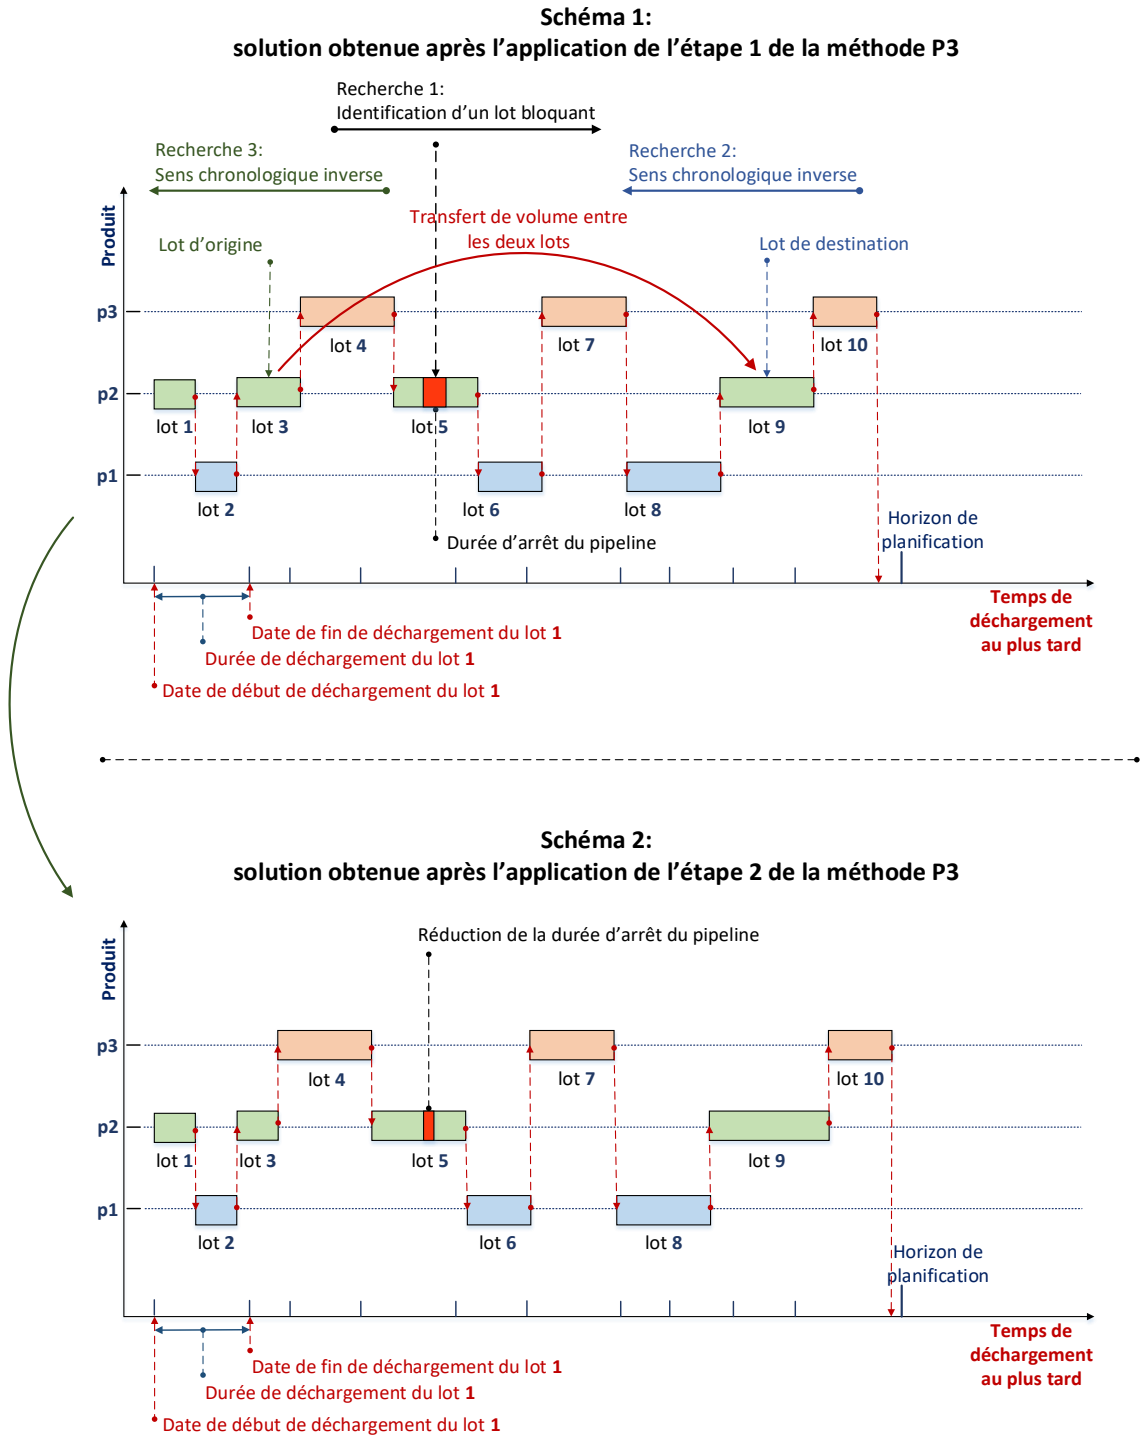 Schéma 1:
solution obtenue après l’application de l’étape 1 de la méthode P3
Recherche 1:
Identification d’un lot bloquant
Recherche 3:
Sens chronologique inverse
Recherche 2:
Sens chronologique inverse
Produit
Transfert de volume entre
les deux lots
Lot d’origine
Lot de destination
p3
lot 4
lot 7
lot 10
p2
lot 1
lot 3
lot 5
lot 9
p1
lot 2
lot 6
lot 8
Durée d’arrêt du pipeline
Horizon de
planification
Temps de
déchargement
au plus tard
Date de fin de déchargement du lot 1
Durée de déchargement du lot 1
Date de début de déchargement du lot 1
Schéma 2:
solution obtenue après l’application de l’étape 2 de la méthode P3
Réduction de la durée d’arrêt du pipeline
Produit
p3
lot 4
lot 7
lot 10
p2
lot 1
lot 3
lot 5
lot 9
p1
lot 2
lot 6
lot 8
Horizon de
planification
Temps de
déchargement
au plus tard
Date de fin de déchargement du lot 1
Durée de déchargement du lot 1
Date de début de déchargement du lot 1